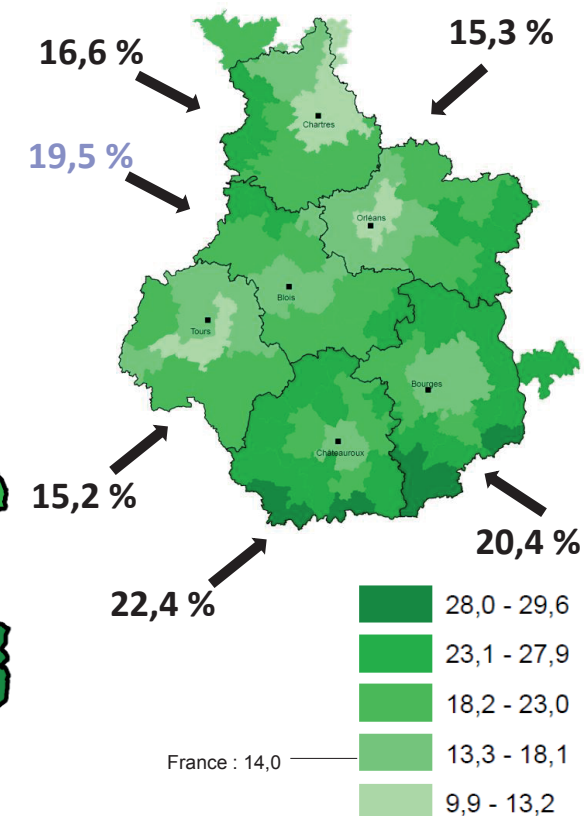 15,3 %
16,6 %
19,5 %
Chartres
Orléans
Blois
Tours
Bourges
Châteauroux
15,2 %
20,4 %
22,4 %
28,0 - 29,6
23,1 - 27,9
18,2 - 23,0
France : 14,0
13,3 - 18,1
9,9 - 13,2